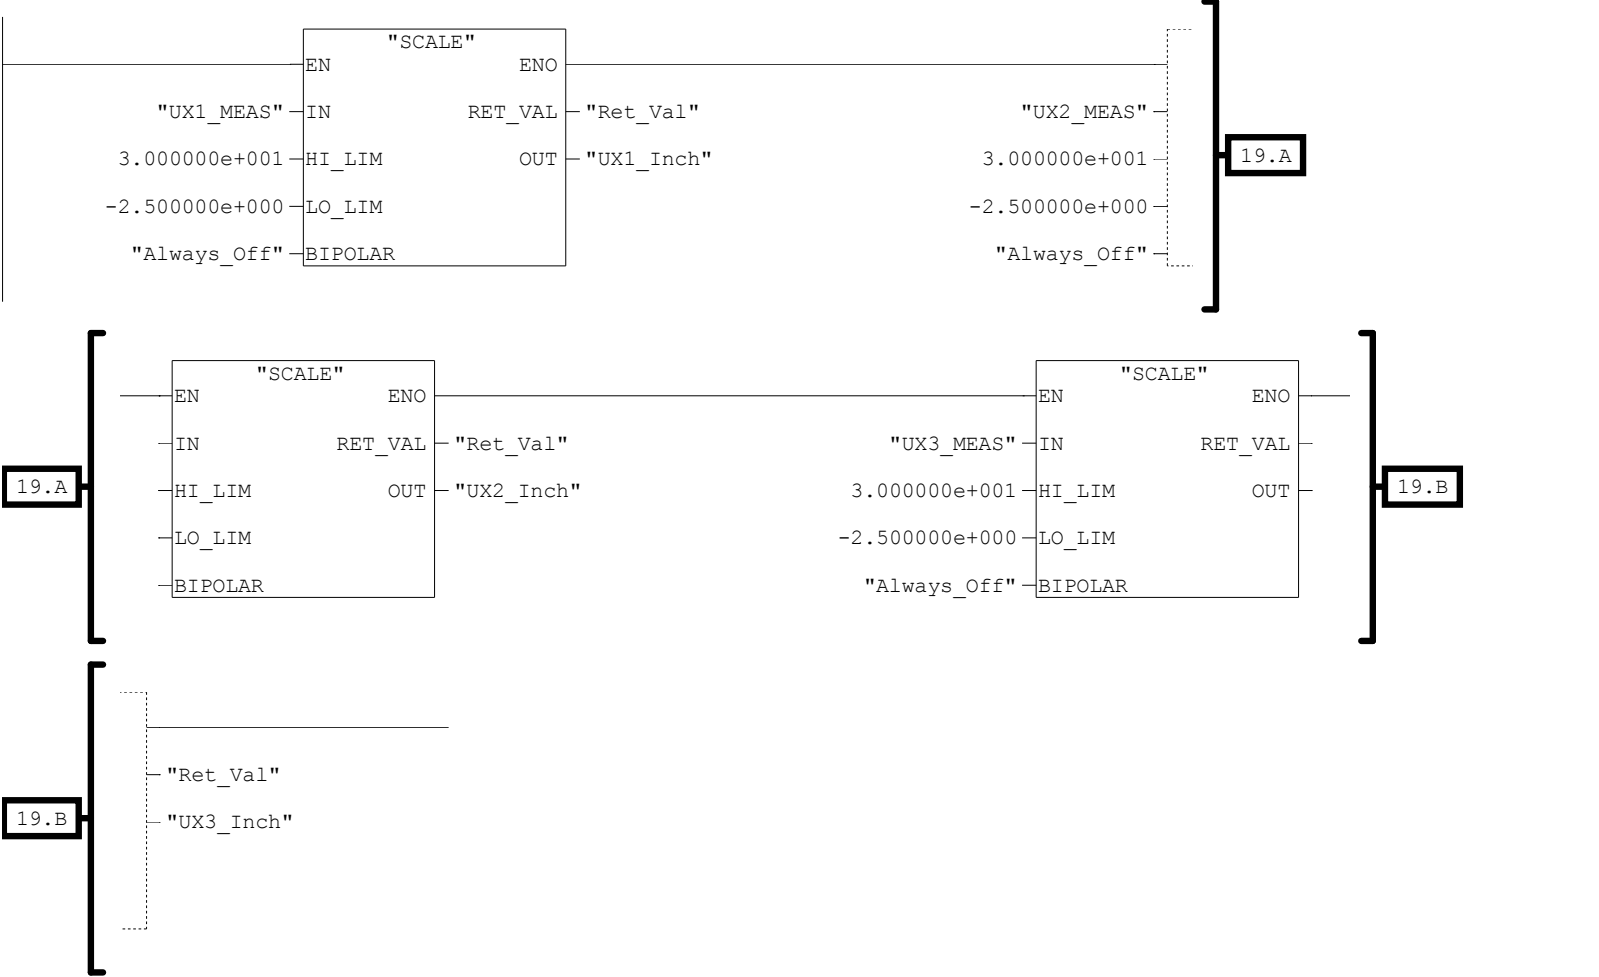 "SCALE"
EN ENO
"UX1_MEAS" IN RET_VAL "Ret_Val" "UX2_MEAS"
3.000000e+001 HI_LIM OUT "UX1_Inch" 3.000000e+001 19.A
-2.500000e+000 LO_LIM -2.500000e+000
"Always_Off" BIPOLAR "Always_Off"
"SCALE" "SCALE"
EN ENO EN ENO
IN RET_VAL "Ret_Val" "UX3_MEAS" IN RET_VAL
19.A HI_LIM OUT "UX2_Inch" 3.000000e+001 HI_LIM OUT 19.B
LO_LIM -2.500000e+000 LO_LIM
BIPOLAR "Always_Off" BIPOLAR
"Ret_Val"
19.B "UX3_Inch"